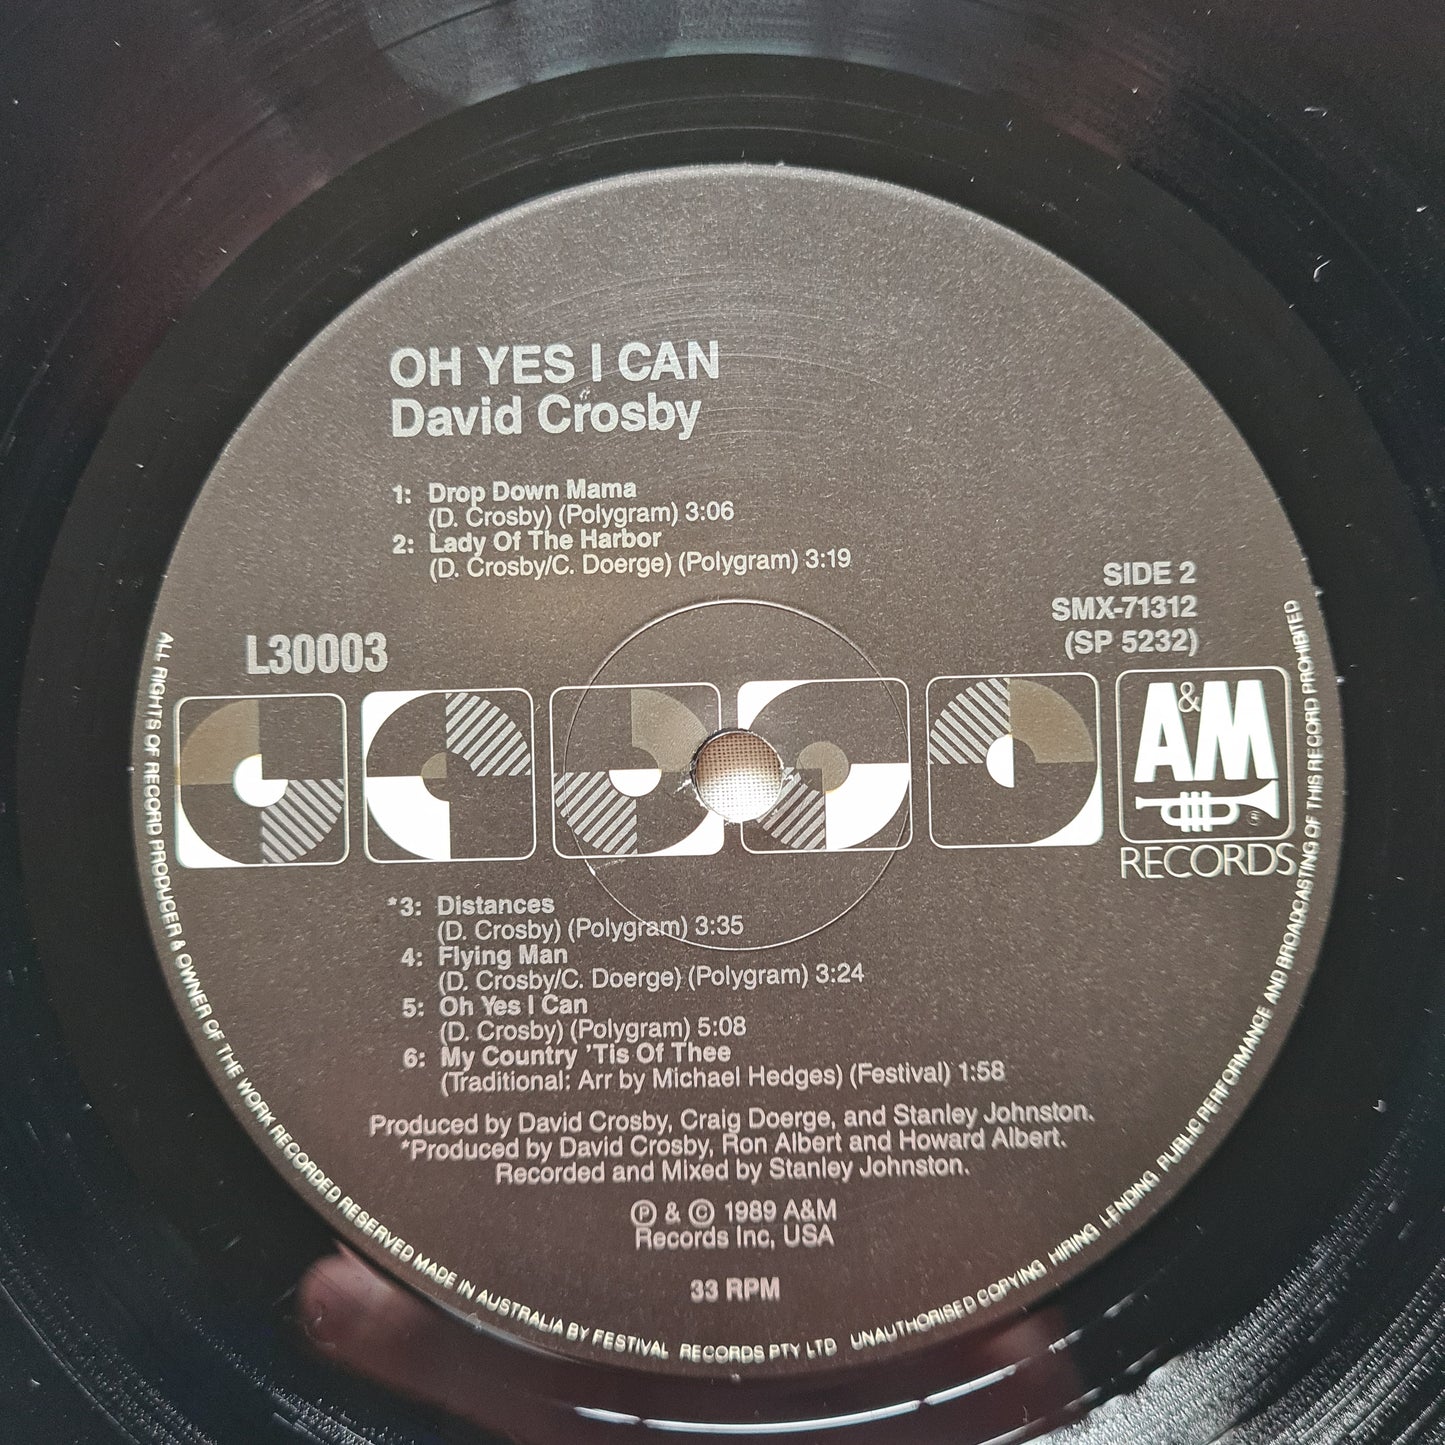 OH YES I CAN
David Crosby
1: Drop Down Mama
(D. Crosby) (Polygram) 3:06
2: Lady Of The Harbor
(D. Crosby/C. Doerge) (Polygram) 3:19
SIDE 2
SMX-71312
(SP 5232)
L30003
A&M
®
RECORDS
*3: Distances
(D. Crosby) (Polygram) 3:35
4: Flying Man
(D. Crosby/C. Doerge) (Polygram) 3:24
5: Oh Yes I Can
(D. Crosby) (Polygram) 5:08
6: My Country 'Tis Of Thee
(Traditional: Arr by Michael Hedges) (Festival) 1:58
Produced by David Crosby, Craig Doerge, and Stanley Johnston.
*Produced by David Crosby, Ron Albert and Howard Albert.
Recorded and Mixed by Stanley Johnston.
℗ & © 1989 A&M
Records Inc, USA
33 RPM
ALL RIGHTS OF RECORD PRODUCER & OWNER OF THE WORK RECORDED RESERVED MADE IN AUSTRALIA BY FESTIVAL RECORDS PTY LTD UNAUTHORISED COPYING HIRING LENDING PUBLIC PERFORMANCE AND BROADCASTING OF THIS RECORD PROHIBITED